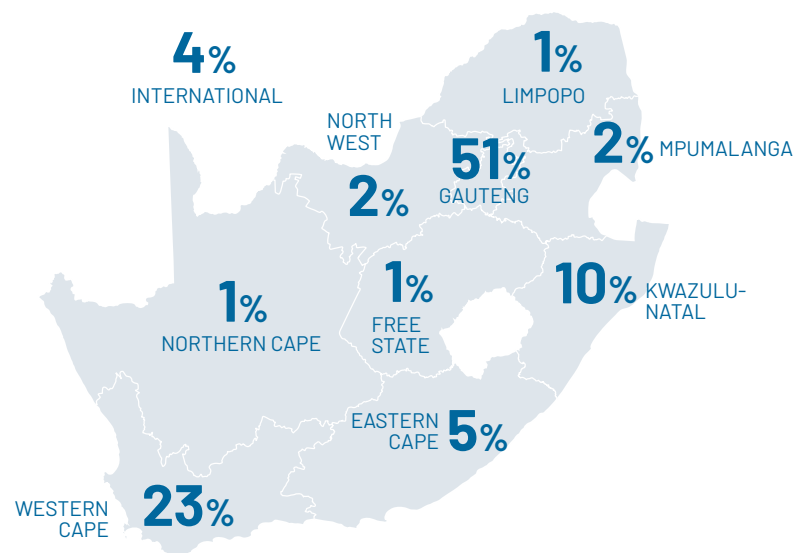 4%
INTERNATIONAL
1%
LIMPOPO
NORTH
WEST
2%
51%
GAUTENG
2% MPUMALANGA
1%
NORTHERN CAPE
1%
FREE
STATE
10% KWAZULU-
NATAL
EASTERN
CAPE 5%
WESTERN
CAPE 23%